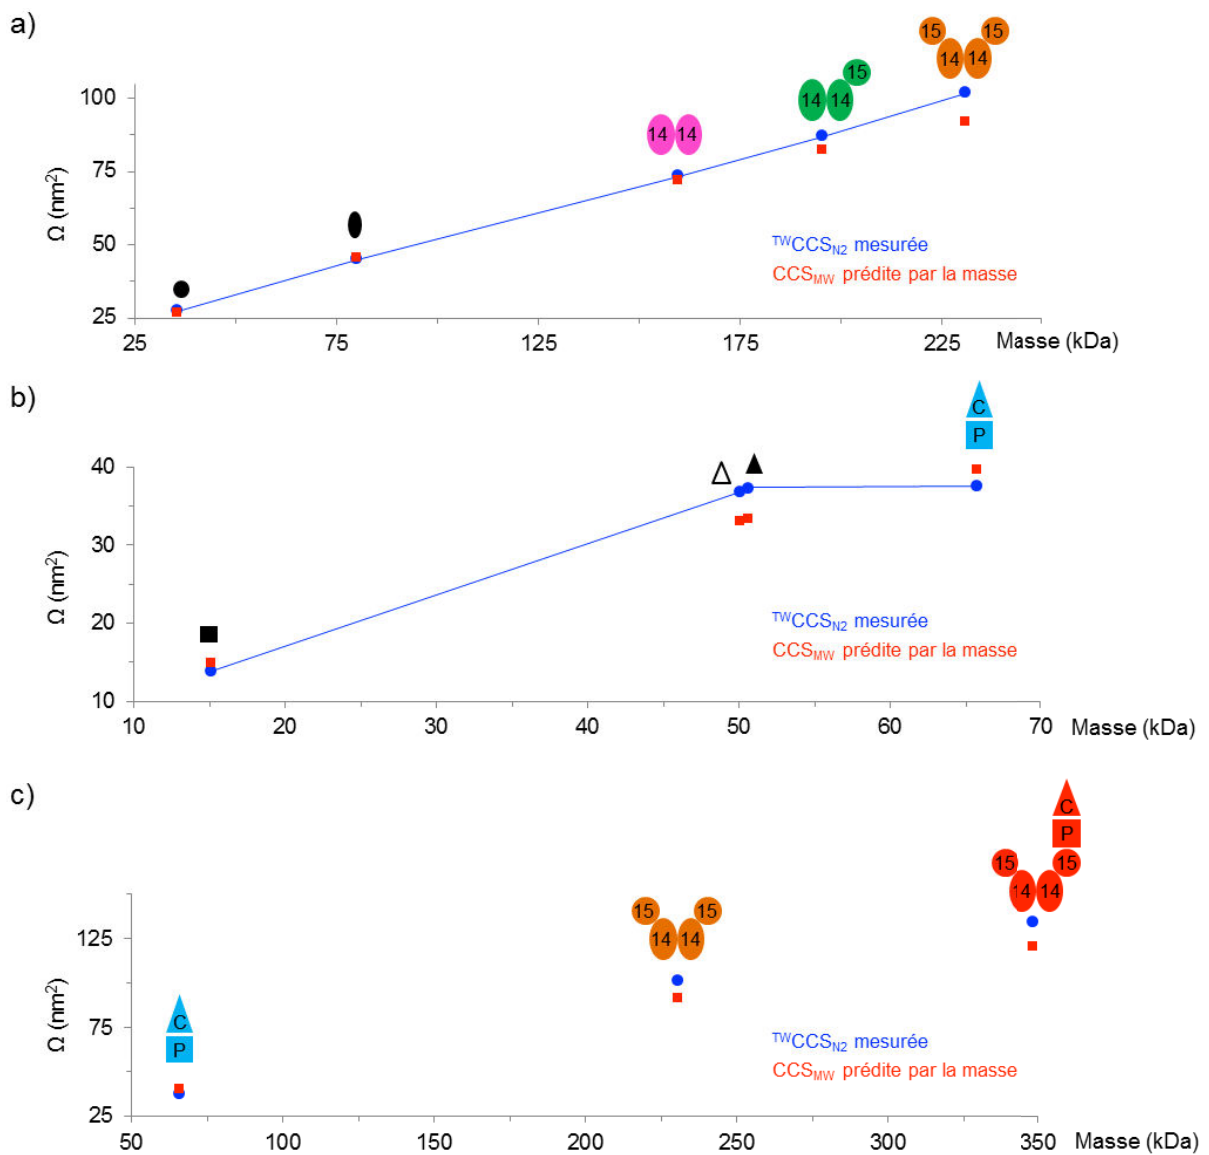 a)
15 15
14 14
15
14 14
14 14
100
75
50
25
Ω (nm²)
TWCCSN2 mesurée
CCSMW prédite par la masse
25 75 125 175 225 Masse (kDa)
b)
C
P
40
30
20
10
Ω (nm²)
TWCCSN2 mesurée
CCSMW prédite par la masse
10 20 30 40 50 60 70 Masse (kDa)
c)
C
P
15 15
14 14
15 15
14 14
C
P
125
75
25
Ω (nm²)
TWCCSN2 mesurée
CCSMW prédite par la masse
50 100 150 200 250 300 350 Masse (kDa)